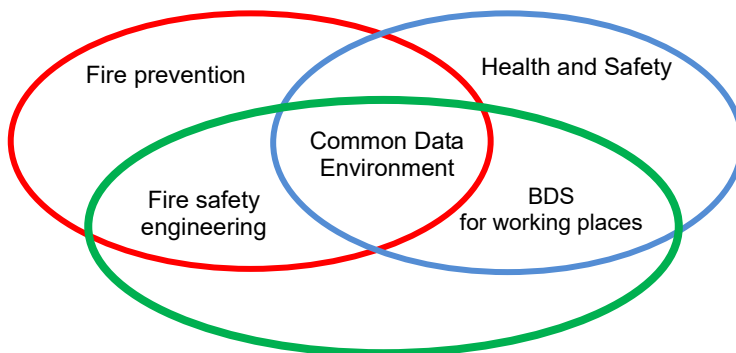 Fire prevention
Health and Safety
Common Data
Environment
Fire safety
engineering
BDS
for working places